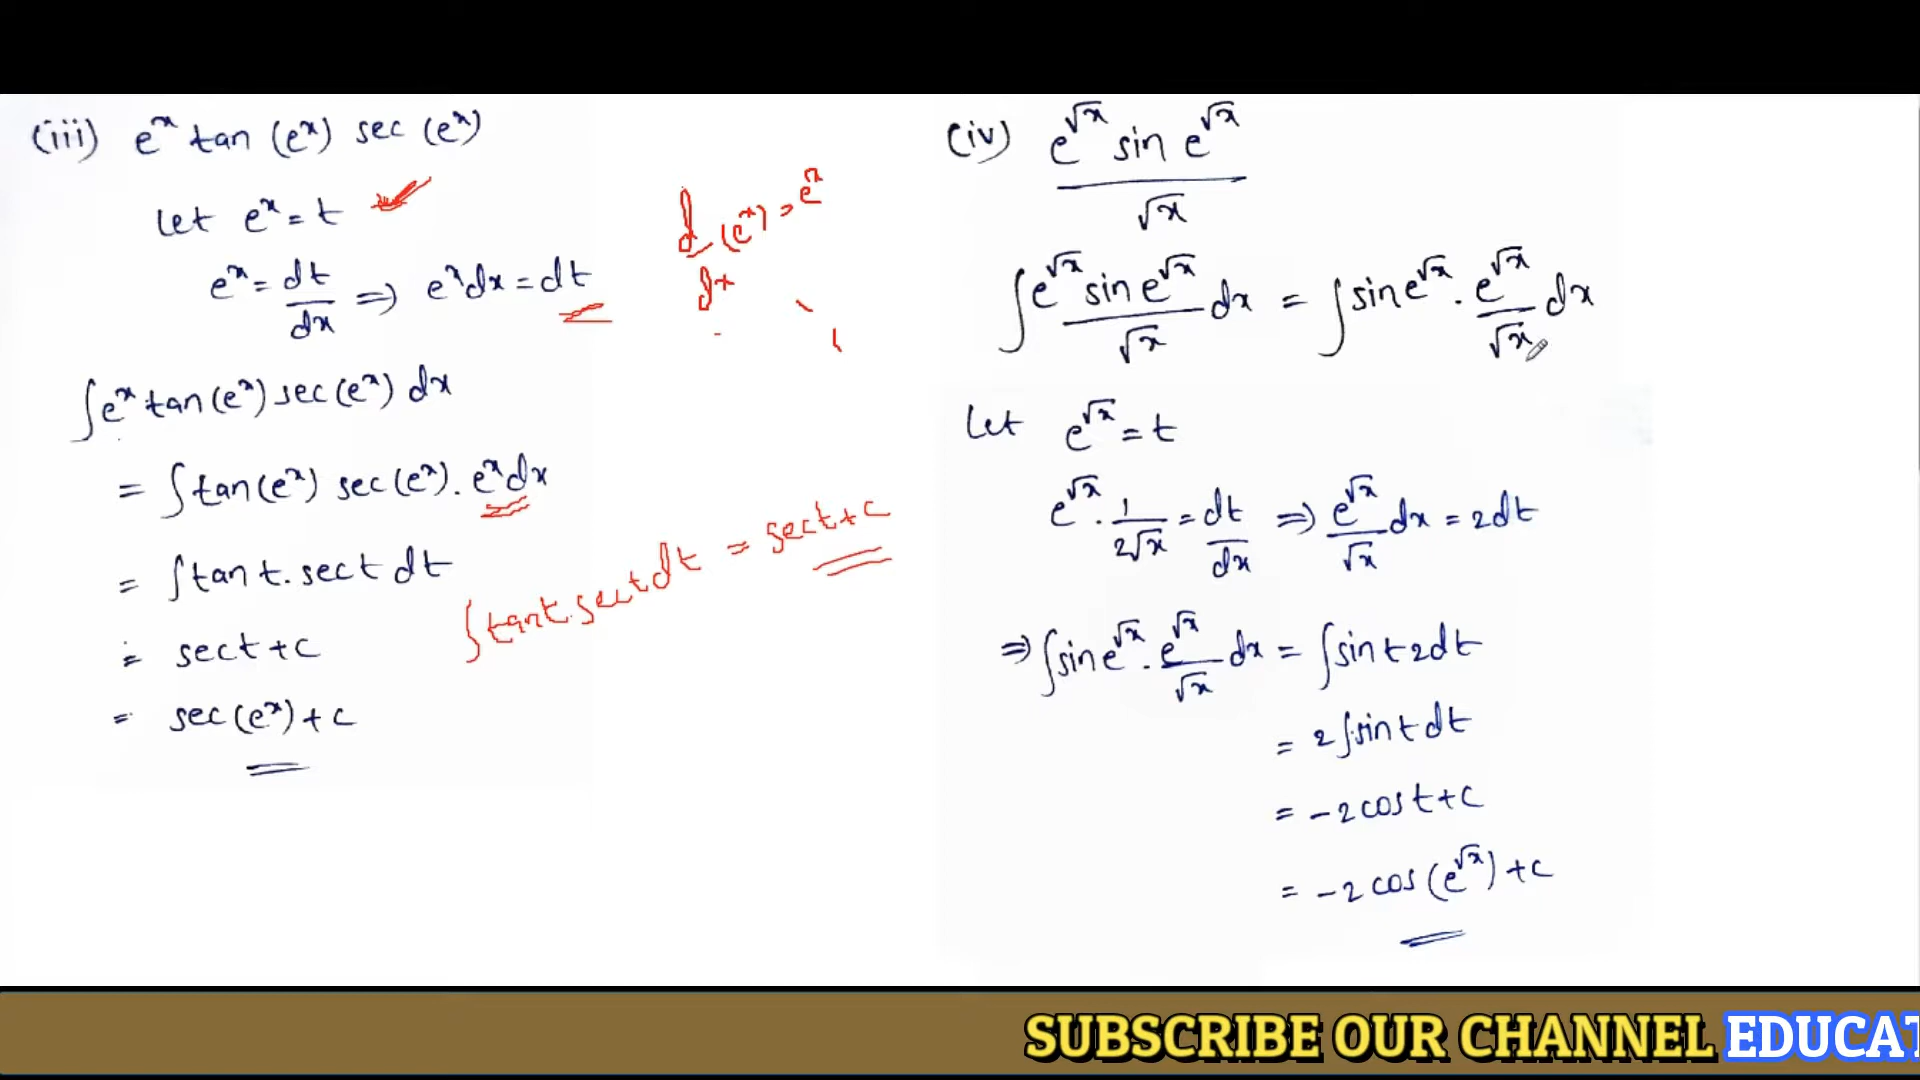 (iii) e^x tan (e^x) sec (e^x)
Let e^x = t
e^x = dt/dx ⇒ e^x dx = dt
∫e^x tan(e^x) sec(e^x) dx
= ∫tan(e^x) sec(e^x). e^x dx
= ∫tan t. sec t dt
= sec t + c
= sec(e^x) + c
d/dx (e^x) = e^x
∫tan t. sec t dt = sec t + c
(iv) e^√x sin e^√x / √x
∫ e^√x sin e^√x / √x dx = ∫ sin e^√x . e^√x / √x dx
Let e^√x = t
e^√x . 1/2√x = dt/dx ⇒ e^√x / √x dx = 2dt
⇒ ∫sin e^√x . e^√x / √x dx = ∫sin t 2dt
= 2∫sin t dt
= -2 cos t + c
= -2 cos (e^√x) + c
SUBSCRIBE OUR CHANNEL EDUCAT